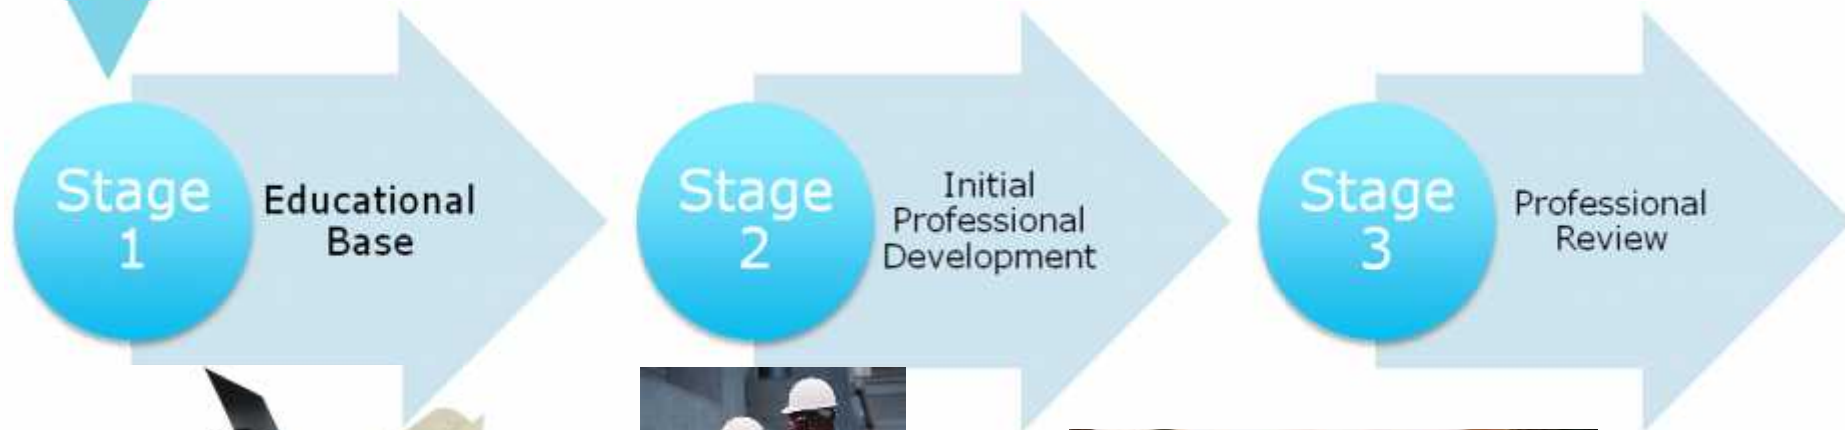 Stage
1
Educational
Base
Stage
2
Initial
Professional
Development
Stage
3
Professional
Review